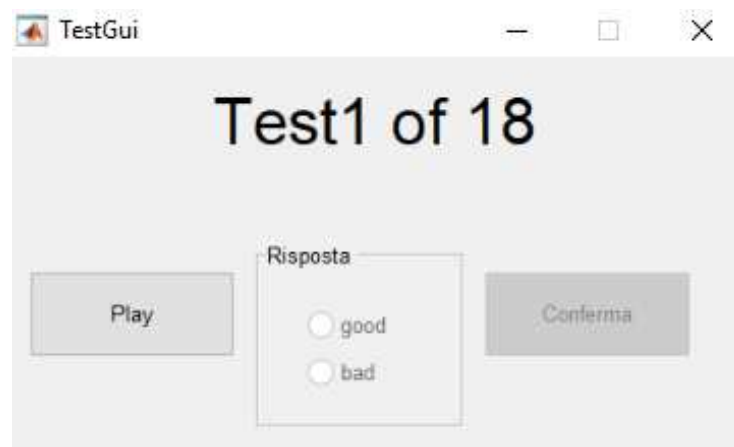 TestGui
Test1 of 18
Risposta
Play
good
bad
Conferma